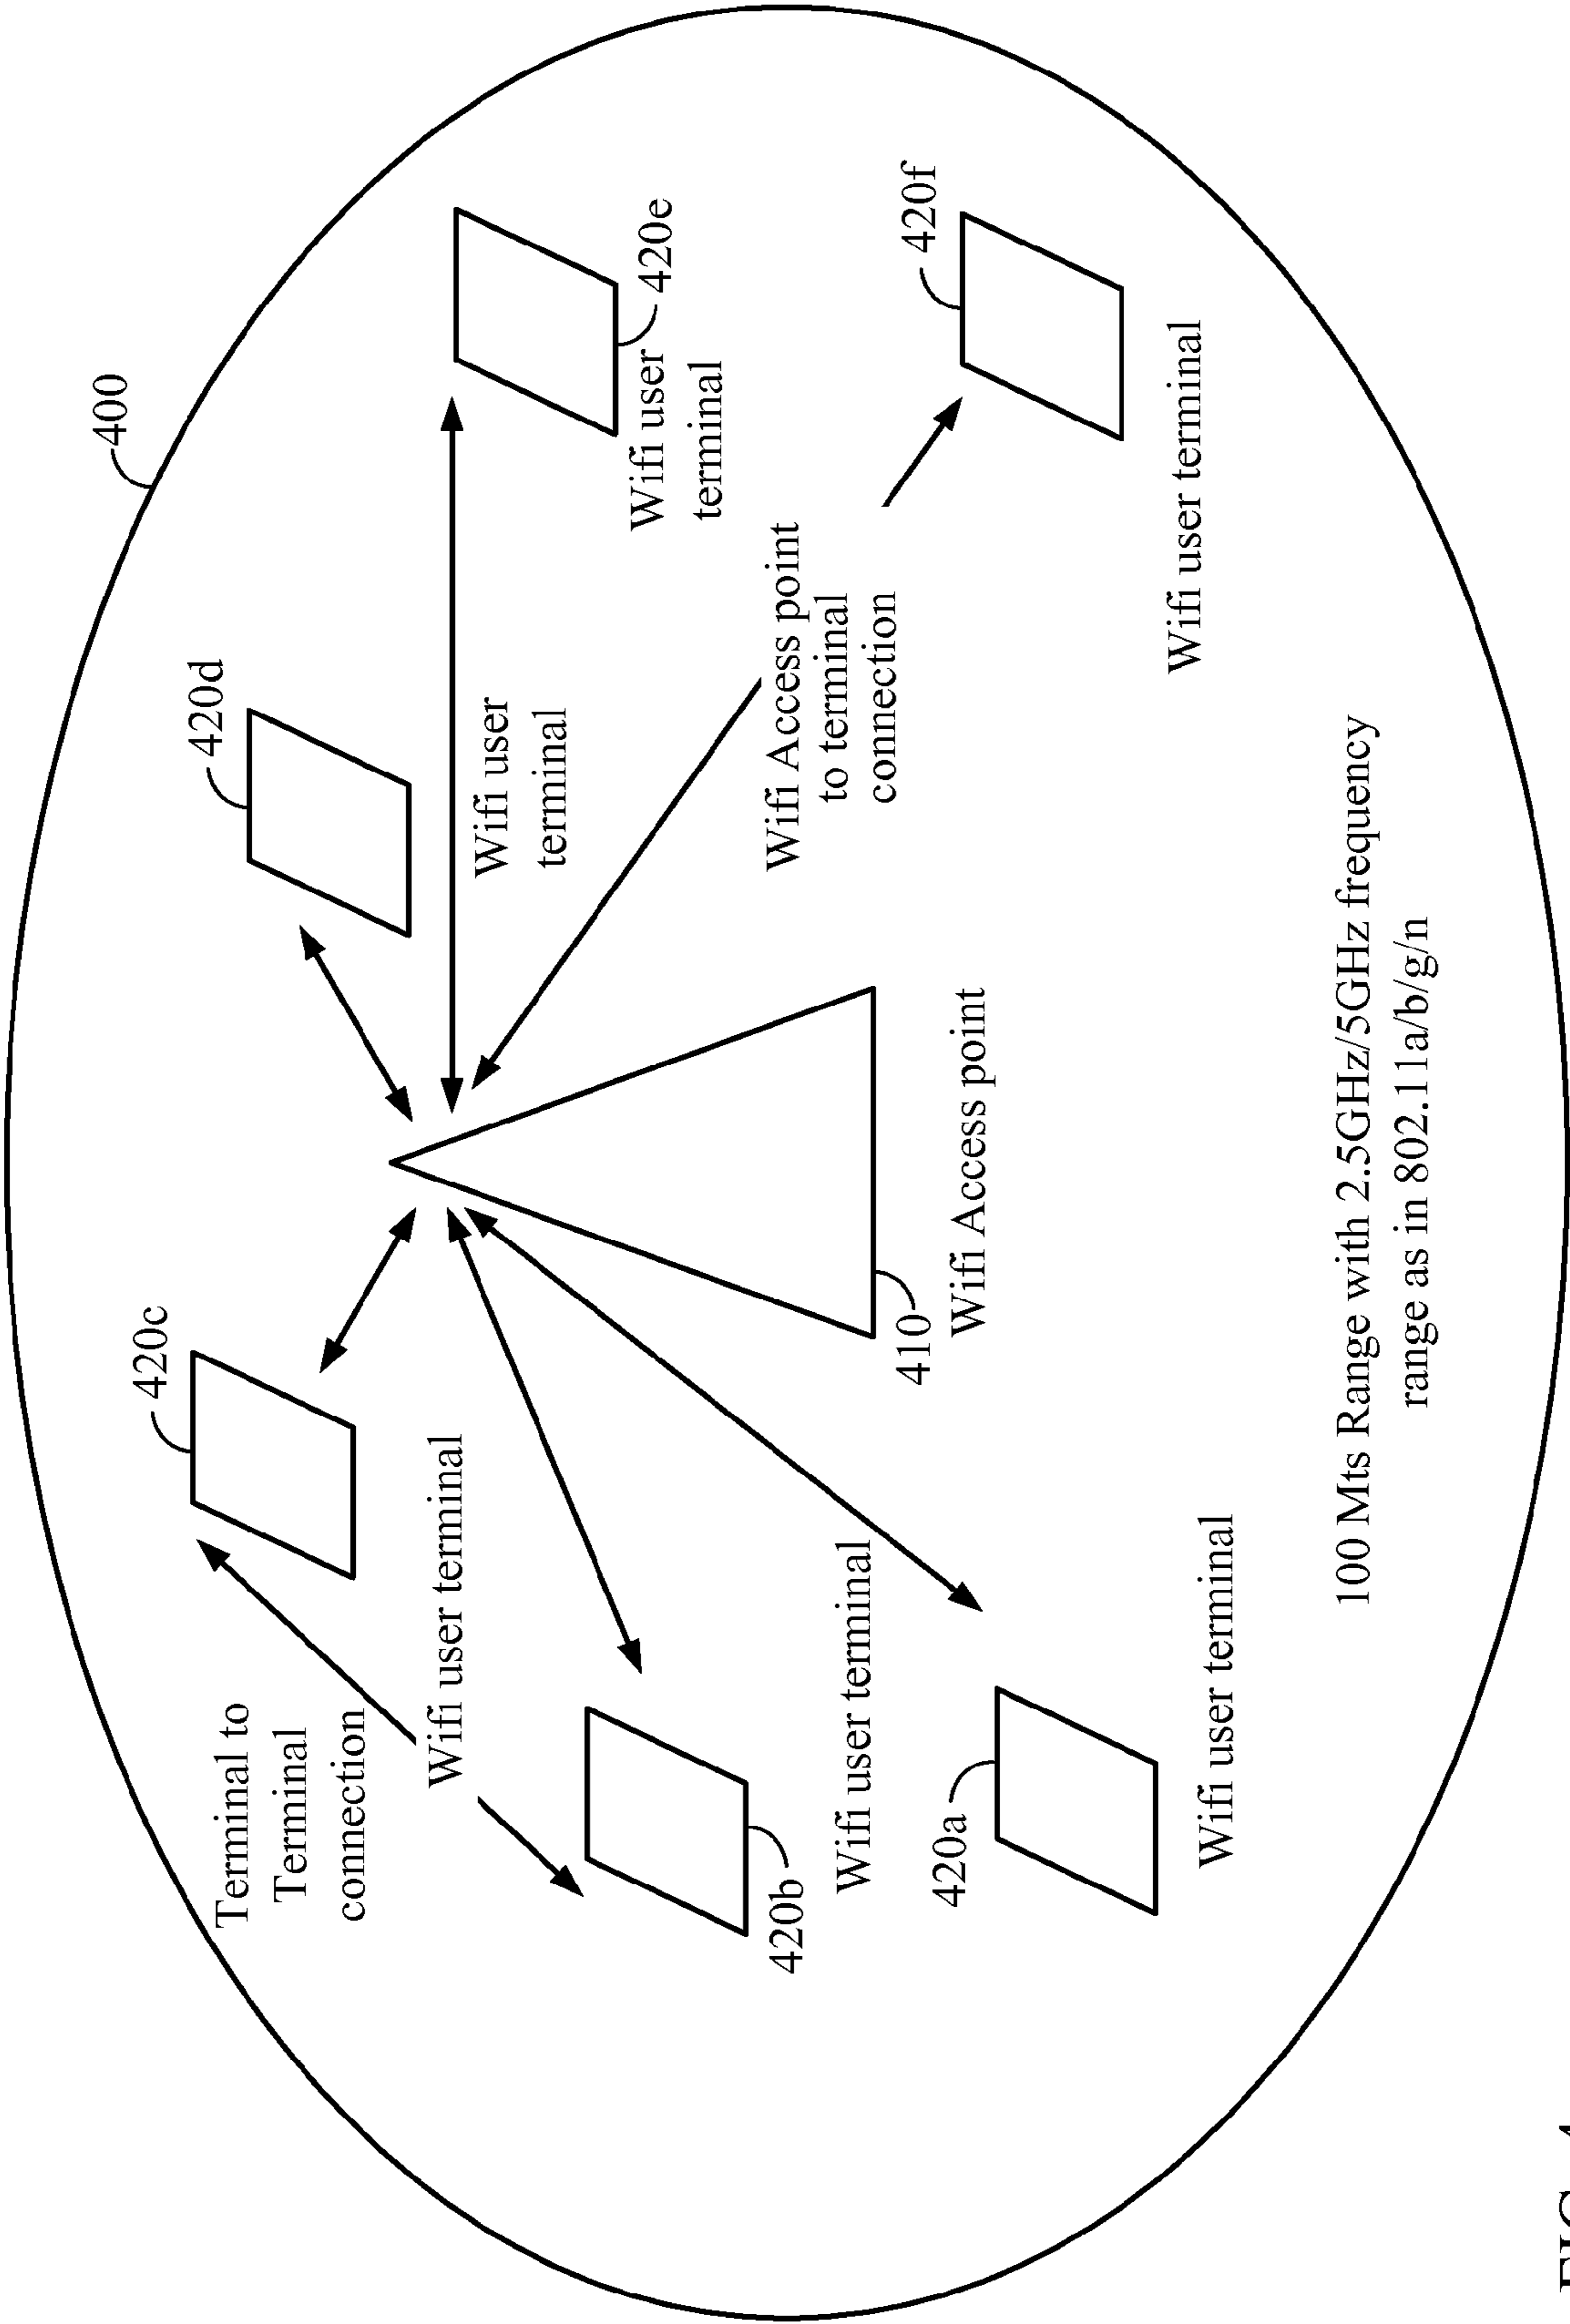 400
420c
420d
Terminal to
Terminal
connection
Wifi user terminal
Wifi user
terminal
420e
Wifi user
terminal
420b
Wifi user terminal
Wifi Access point
to terminal
connection
420f
420a
410
Wifi Access point
Wifi user terminal
Wifi user terminal
100 Mts Range with 2.5GHz/5GHz frequency
range as in 802.11a/b/g/n